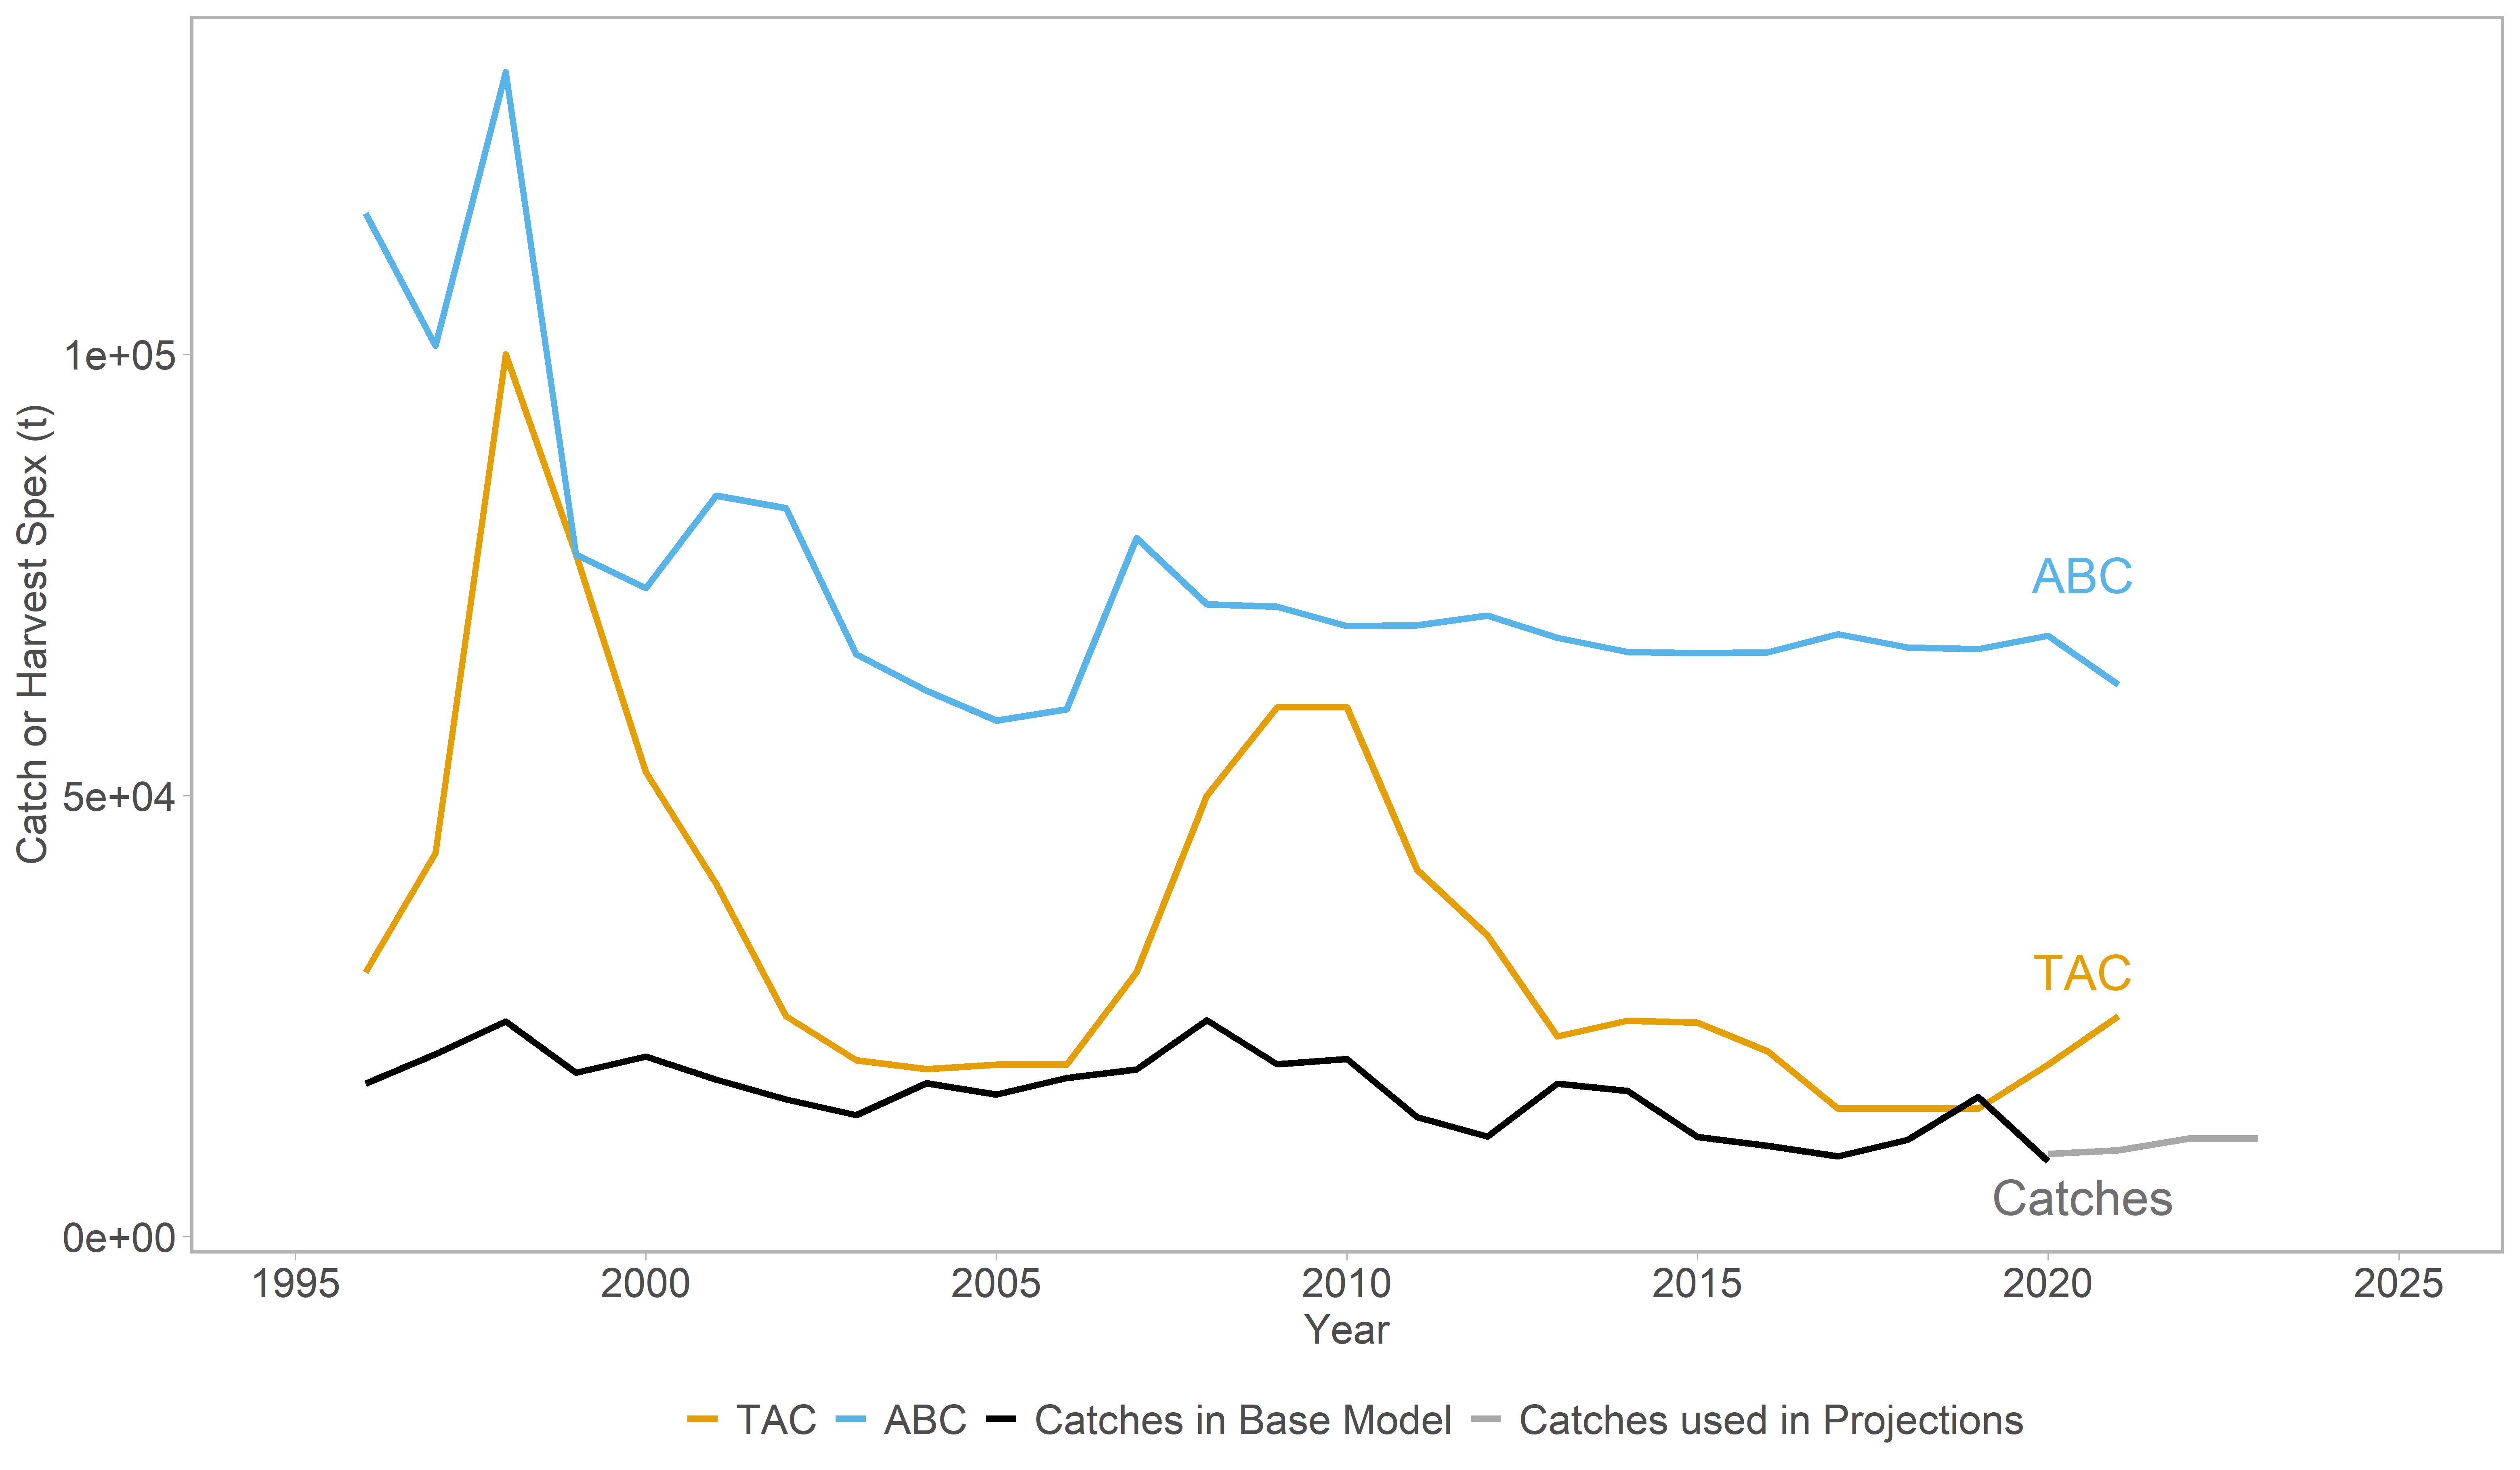 Catch or Harvest Spex (t)
1e+05
5e+04
0e+00
ABC
TAC
Catches
1995 2000 2005 2010 2015 2020 2025
Year
TAC ABC Catches in Base Model Catches used in Projections